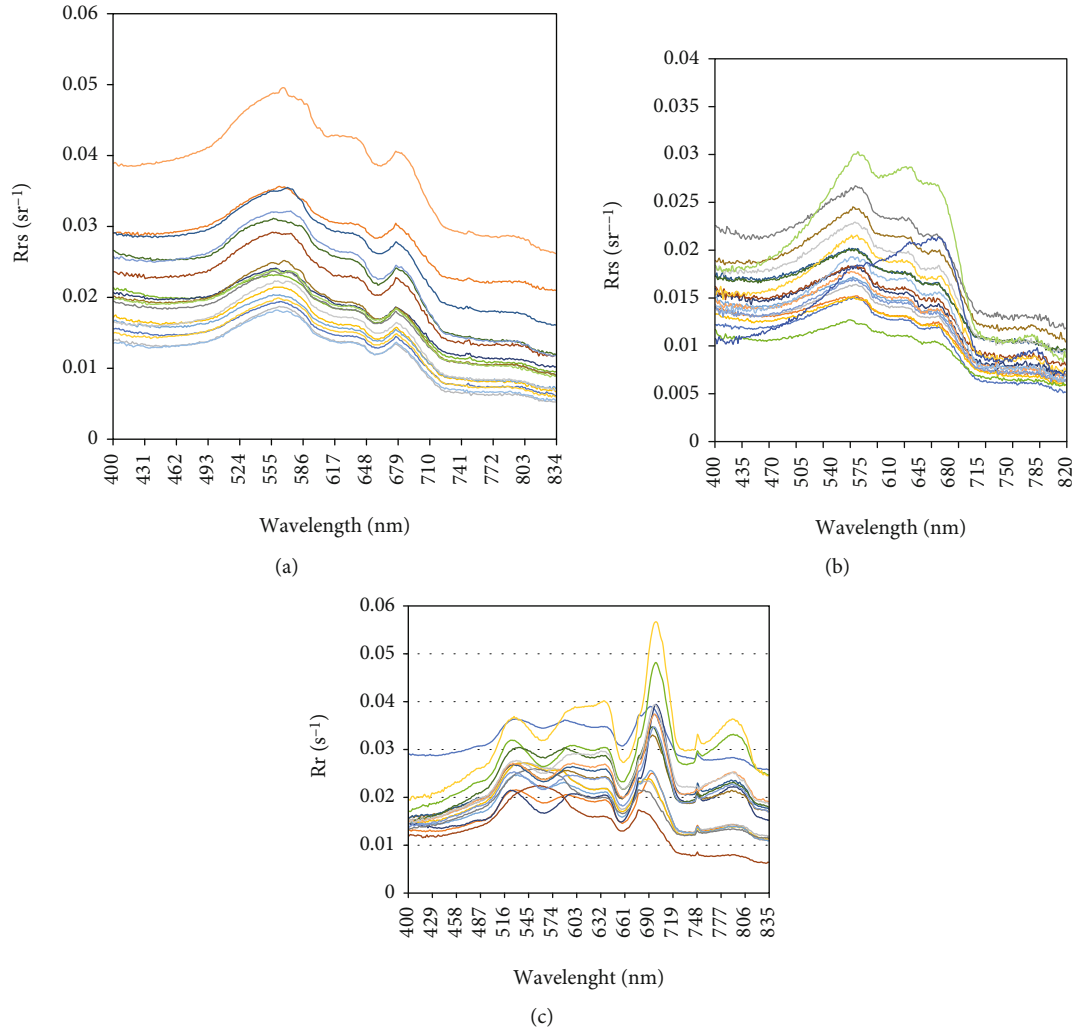 0.06
0.05
0.04
0.03
0.02
0.01
0
Rrs (sr−1)
400 431 462 493 524 555 586 617 648 679 710 741 772 803 834
Wavelength (nm)
(a)
0.04
0.035
0.03
0.025
0.02
0.015
0.01
0.005
0
Rrs (sr−−1)
400 435 470 505 540 575 610 645 680 715 750 785 820
Wavelength (nm)
(b)
0.06
0.05
0.04
0.03
0.02
0.01
0
Rr (s−1)
400 429 458 487 516 545 574 603 632 661 690 719 748 777 806 835
Wavelenght (nm)
(c)